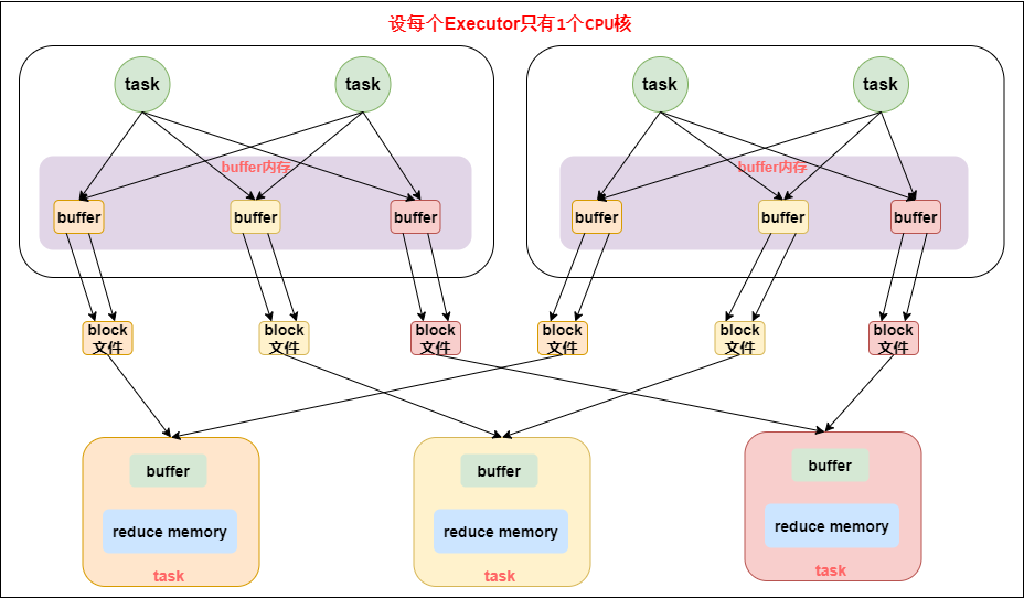 设每个Executor只有1个CPU核
task
task
task
task
buffer内存
buffer内存
buffer
buffer
buffer
buffer
buffer
buffer
block
文件
block
文件
block
文件
block
文件
block
文件
block
文件
buffer
buffer
buffer
reduce memory
reduce memory
reduce memory
task
task
task